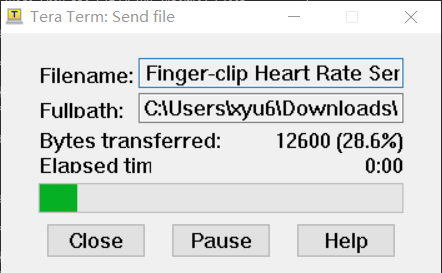 Tera Term: Send file
Filename: Finger-clip Heart Rate Ser
Fullpath: C:\Users\xyu6\Downloads\
Bytes transferred: 12600 (28.6%)
Elapsed tim 0:00
Close Pause Help